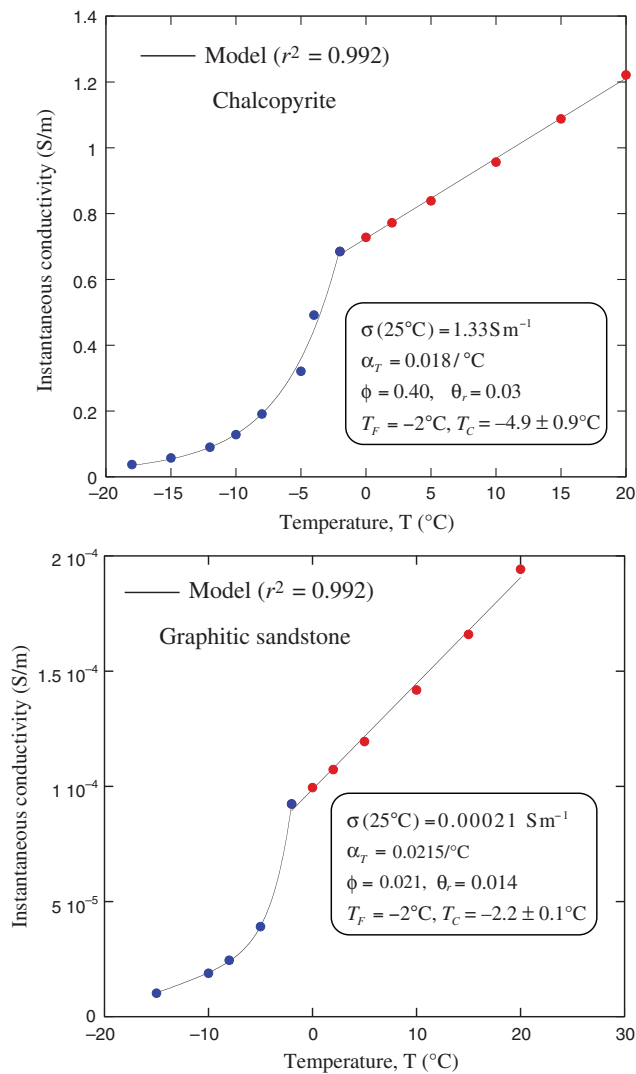 1.4
1.2
1
0.8
0.6
0.4
0.2
0
−20 −15 −10 −5 0 5 10 15 20
Instantaneous conductivity (S/m)
Temperature, T (°C)
Model (r² = 0.992)
Chalcopyrite
σ (25°C) = 1.33 S m⁻¹
α_T = 0.018/ °C
ϕ = 0.40, θ_r = 0.03
T_F = −2°C, T_C = −4.9 ± 0.9°C
2 10⁻⁴
1.5 10⁻⁴
1 10⁻⁴
5 10⁻⁵
0
−20 −10 0 10 20 30
Instantaneous conductivity (S/m)
Temperature, T (°C)
Model (r² = 0.992)
Graphitic sandstone
σ (25°C) = 0.00021 S m⁻¹
α_T = 0.0215/°C
ϕ = 0.021, θ_r = 0.014
T_F = −2°C, T_C = −2.2 ± 0.1°C